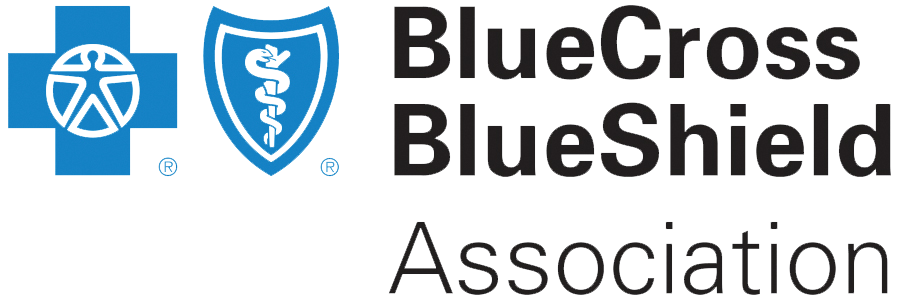 BlueCross
BlueShield
Association
® ®